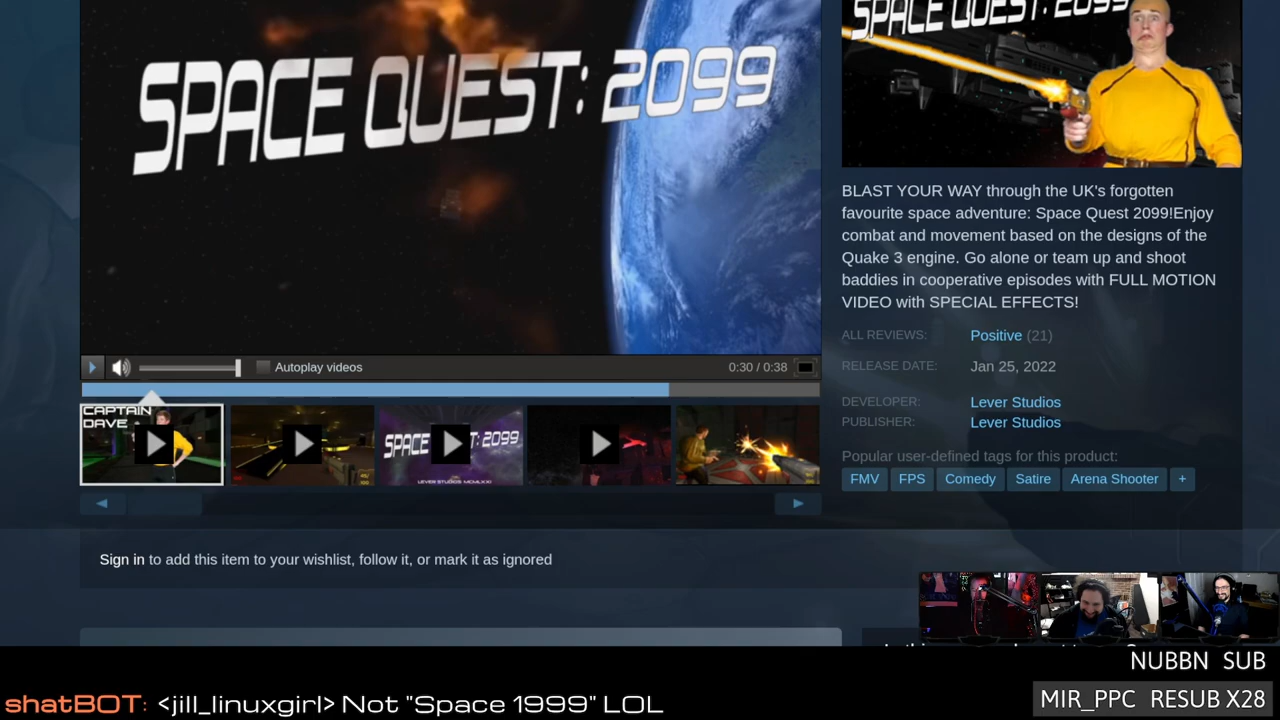 SPACE QUEST: 2099
SPACE QUEST: 2099
BLAST YOUR WAY through the UK's forgotten
favourite space adventure: Space Quest 2099!Enjoy
combat and movement based on the designs of the
Quake 3 engine. Go alone or team up and shoot
baddies in cooperative episodes with FULL MOTION
VIDEO with SPECIAL EFFECTS!
ALL REVIEWS: Positive (21)
RELEASE DATE: Jan 25, 2022
DEVELOPER: Lever Studios
PUBLISHER: Lever Studios
Popular user-defined tags for this product:
FMV FPS Comedy Satire Arena Shooter +
Autoplay videos 0:30 / 0:38
CAPTAIN
DAVE
SPACE T: 2099
LEVER STUDIOS MCMLXXI
Sign in to add this item to your wishlist, follow it, or mark it as ignored
NUBBN SUB
MIR_PPC RESUB X28
shatBOT: <jill_linuxgirl> Not "Space 1999" LOL